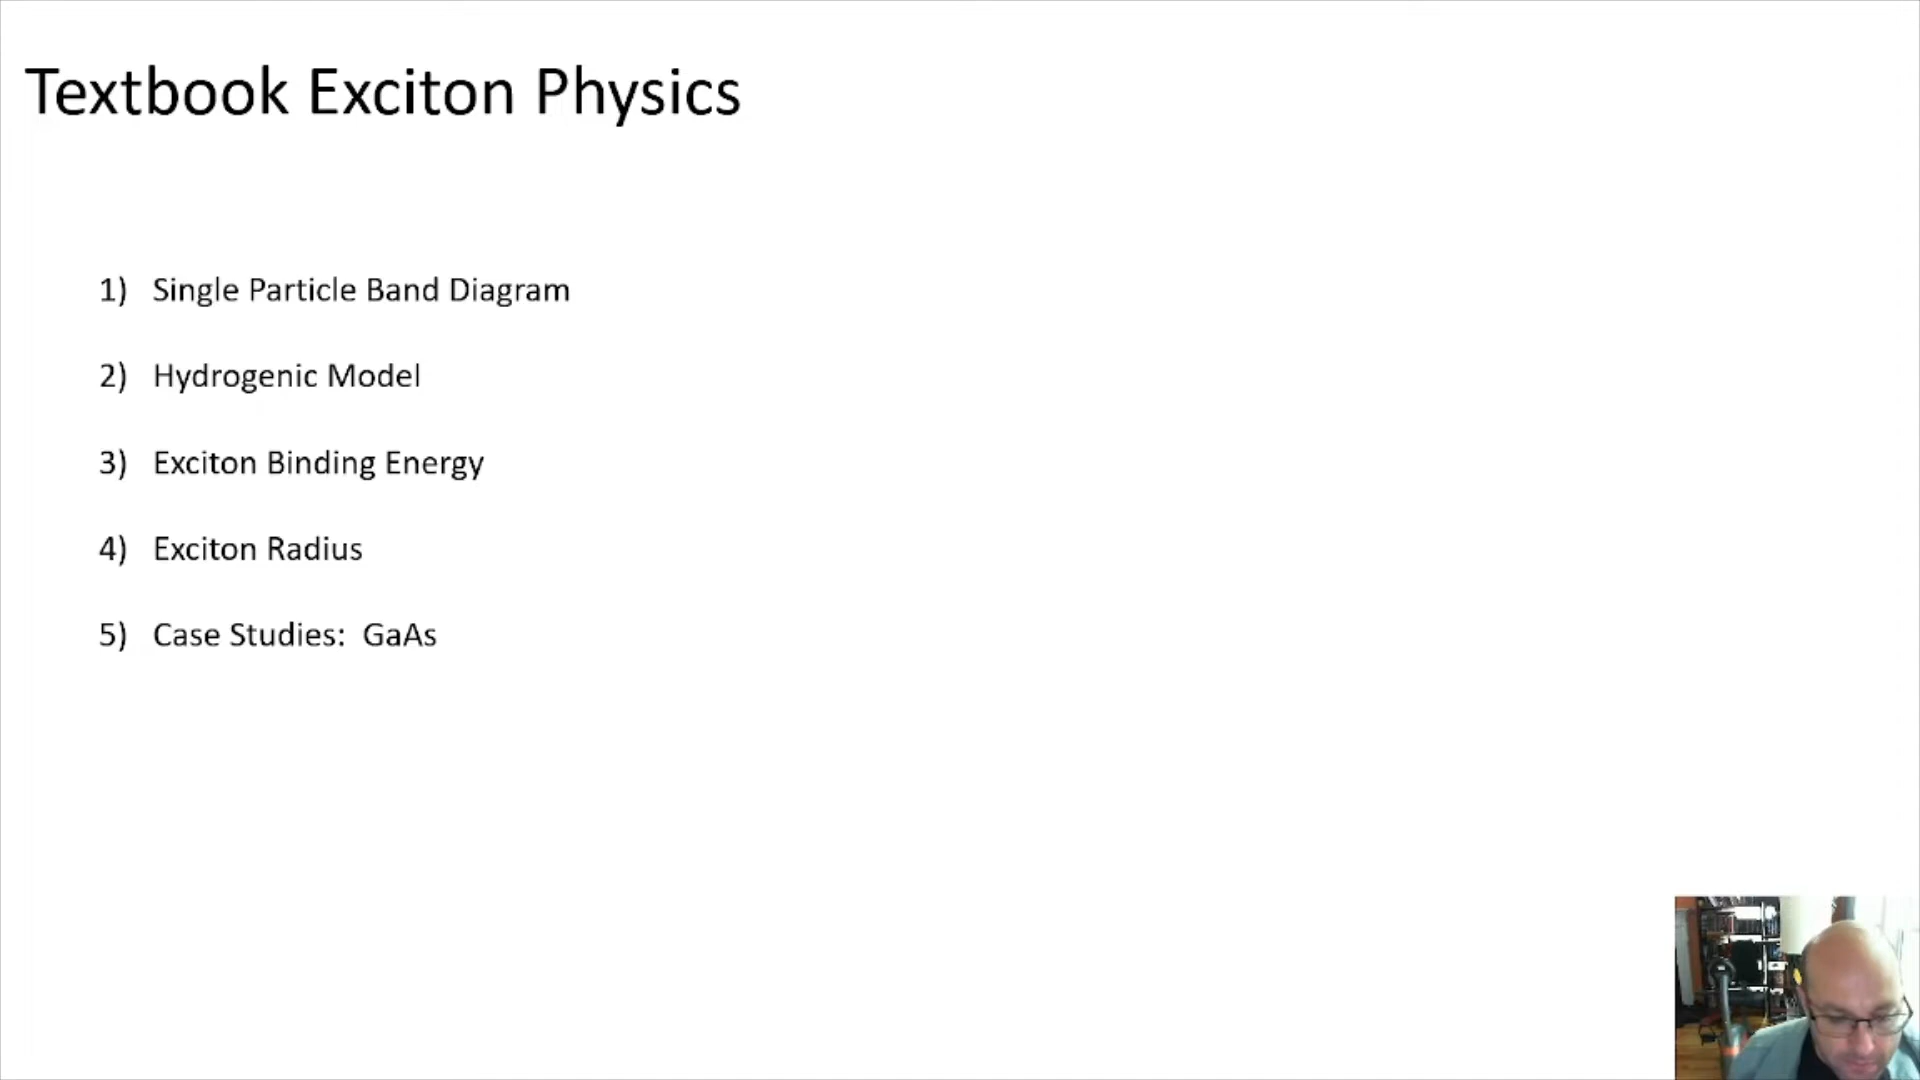 Textbook Exciton Physics
1) Single Particle Band Diagram
2) Hydrogenic Model
3) Exciton Binding Energy
4) Exciton Radius
5) Case Studies:  GaAs